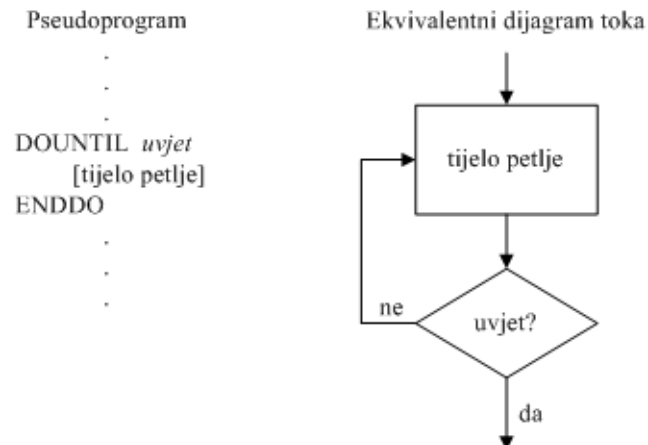 Pseudoprogram
.
.
.
DOUNTIL uvjet
[tijelo petlje]
ENDDO
.
.
.
Ekvivalentni dijagram toka
tijelo petlje
ne
uvjet?
da